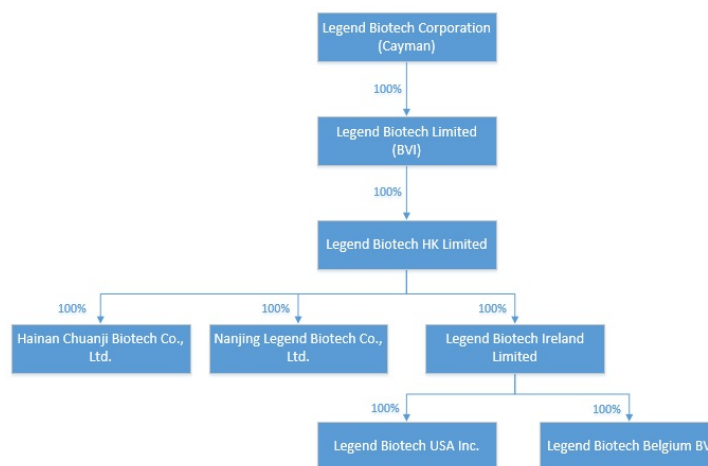 Legend Biotech Corporation
(Cayman)
100%
Legend Biotech Limited
(BVI)
100%
Legend Biotech HK Limited
100%
100%
100%
Hainan Chuanji Biotech Co.,
Ltd.
Nanjing Legend Biotech Co.,
Ltd.
Legend Biotech Ireland
Limited
100%
100%
Legend Biotech USA Inc.
Legend Biotech Belgium BV